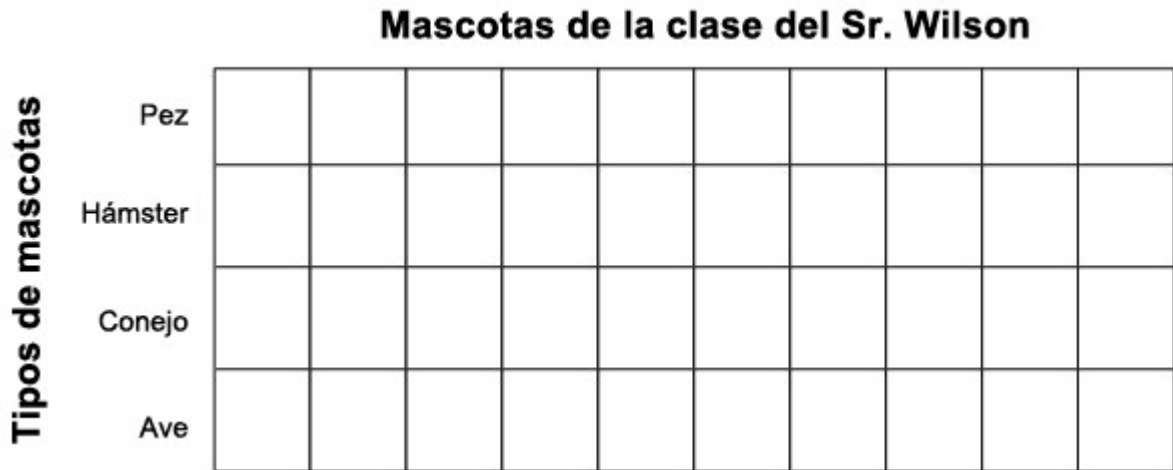 Mascotas de la clase del Sr. Wilson
Tipos de mascotas
Pez
Hámster
Conejo
Ave